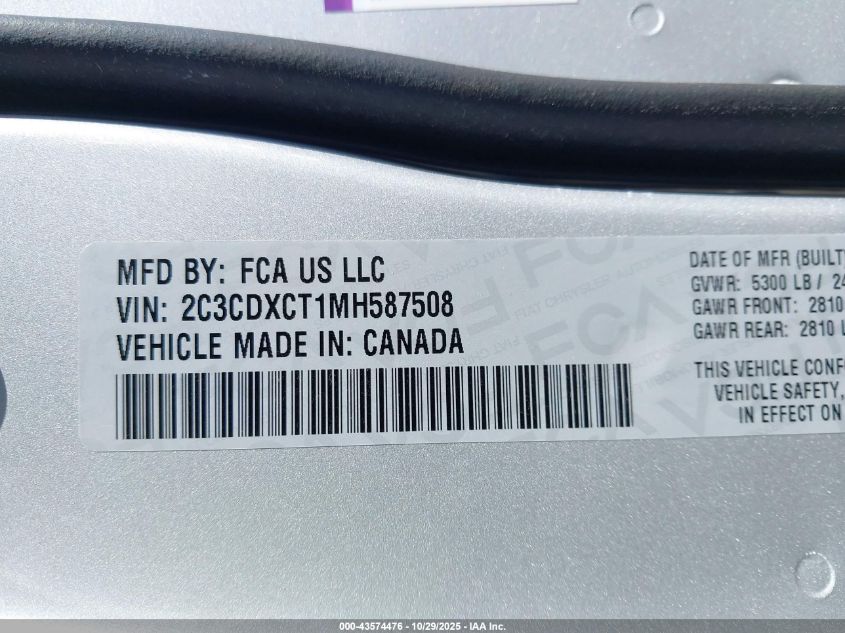 MFD BY: FCA US LLC
VIN: 2C3CDXCT1MH587508
VEHICLE MADE IN: CANADA
DATE OF MFR (BUILT
GVWR: 5300 LB / 24
GAWR FRONT: 2810
GAWR REAR: 2810 L
THIS VEHICLE CONF
VEHICLE SAFETY,
IN EFFECT ON
000-43574476 - 10/29/2025 - IAA Inc.